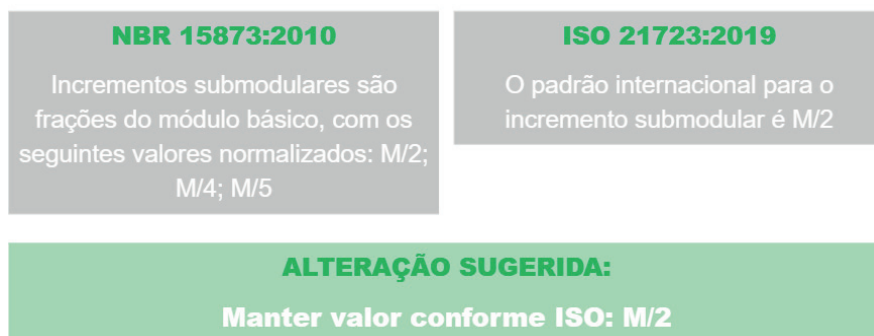 NBR 15873:2010
Incrementos submodulares são
frações do módulo básico, com os
seguintes valores normalizados: M/2;
M/4; M/5
ISO 21723:2019
O padrão internacional para o
incremento submodular é M/2
ALTERAÇÃO SUGERIDA:
Manter valor conforme ISO: M/2